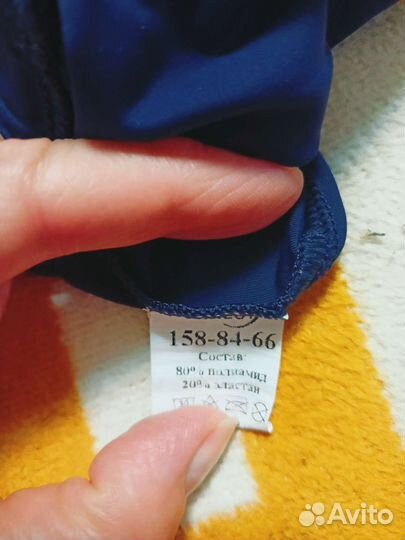 158-84-66
Состав:
80% полиамид
20% эластан
Avito